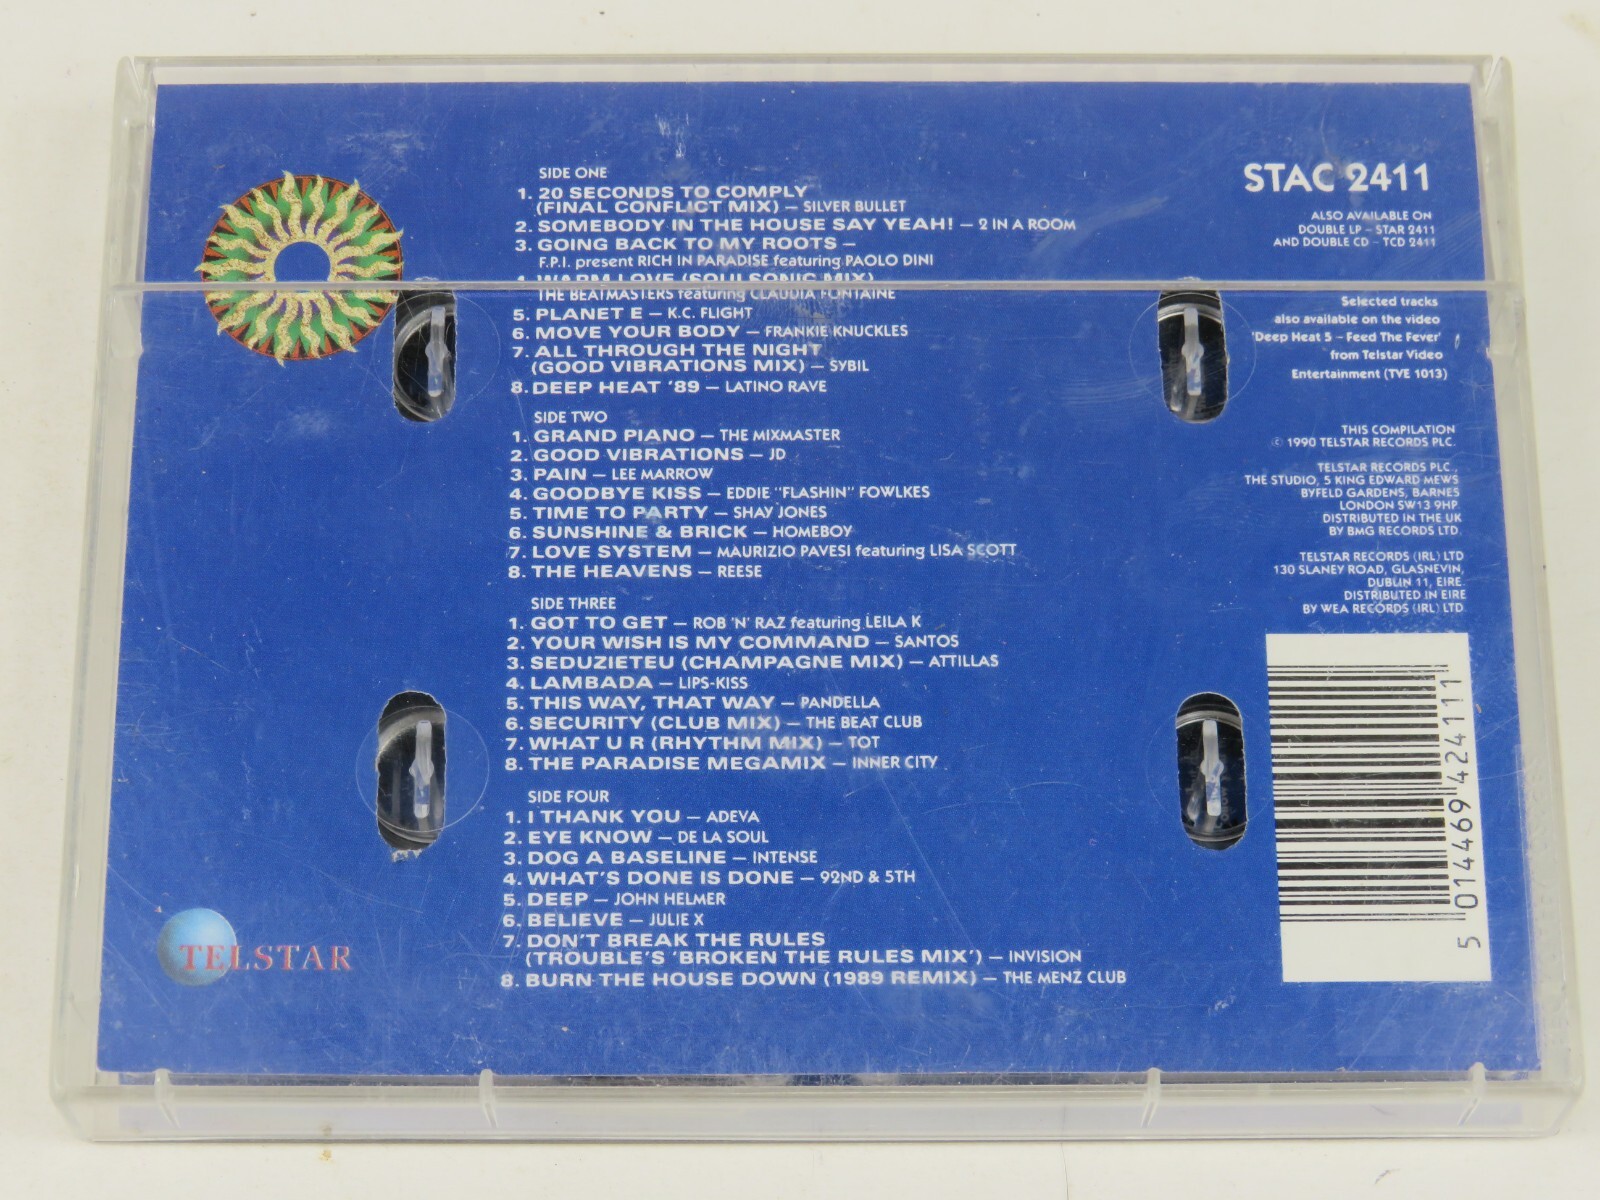 SIDE ONE
1. 20 SECONDS TO COMPLY
(FINAL CONFLICT MIX) – SILVER BULLET
2. SOMEBODY IN THE HOUSE SAY YEAH! – 2 IN A ROOM
3. GOING BACK TO MY ROOTS –
F.P.I. present RICH IN PARADISE featuring PAOLO DINI
4. WARM LOVE (SOULSONIC MIX)
THE BEATMASTERS featuring CLAUDIA FONTAINE
5. PLANET E – K.C. FLIGHT
6. MOVE YOUR BODY – FRANKIE KNUCKLES
7. ALL THROUGH THE NIGHT
(GOOD VIBRATIONS MIX) – SYBIL
8. DEEP HEAT '89 – LATINO RAVE
SIDE TWO
1. GRAND PIANO – THE MIXMASTER
2. GOOD VIBRATIONS – JD
3. PAIN – LEE MARROW
4. GOODBYE KISS – EDDIE "FLASHIN" FOWLKES
5. TIME TO PARTY – SHAY JONES
6. SUNSHINE & BRICK – HOMEBOY
7. LOVE SYSTEM – MAURIZIO PAVESI featuring LISA SCOTT
8. THE HEAVENS – REESE
SIDE THREE
1. GOT TO GET – ROB 'N' RAZ featuring LEILA K
2. YOUR WISH IS MY COMMAND – SANTOS
3. SEDUZIETEU (CHAMPAGNE MIX) – ATTILLAS
4. LAMBADA – LIPS-KISS
5. THIS WAY, THAT WAY – PANDELLA
6. SECURITY (CLUB MIX) – THE BEAT CLUB
7. WHAT U R (RHYTHM MIX) – TOT
8. THE PARADISE MEGAMIX – INNER CITY
SIDE FOUR
1. I THANK YOU – ADEVA
2. EYE KNOW – DE LA SOUL
3. DOG A BASELINE – INTENSE
4. WHAT'S DONE IS DONE – 92ND & 5TH
5. DEEP – JOHN HELMER
6. BELIEVE – JULIE X
7. DON'T BREAK THE RULES
(TROUBLE'S 'BROKEN THE RULES MIX') – INVISION
8. BURN THE HOUSE DOWN (1989 REMIX) – THE MENZ CLUB
STAC 2411
ALSO AVAILABLE ON
DOUBLE LP – STAR 2411
AND DOUBLE CD – TCD 2411
Selected tracks
also available on the video
'Deep Heat 5 – Feed The Fever'
from Telstar Video
Entertainment (TVE 1013)
THIS COMPILATION
© 1990 TELSTAR RECORDS PLC.
TELSTAR RECORDS PLC.,
THE STUDIO, 5 KING EDWARD MEWS
BYFELD GARDENS, BARNES
LONDON SW13 9HP
DISTRIBUTED IN THE UK
BY BMG RECORDS LTD.
TELSTAR RECORDS (IRL) LTD
130 SLANEY ROAD, GLASNEVIN,
DUBLIN 11, EIRE.
DISTRIBUTED IN EIRE
BY WEA RECORDS (IRL) LTD
5 014469 424111
TELSTAR